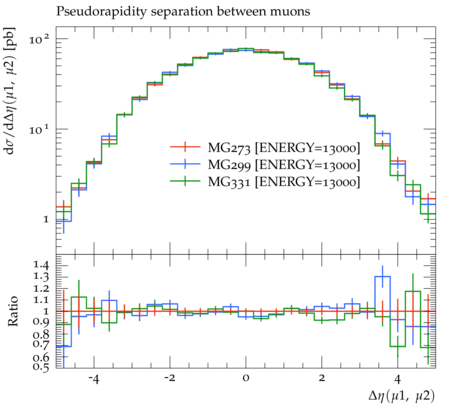 Pseudorapidity separation between muons
dσ/dΔη(μ1, μ2) [pb]
10²
10¹
1
MG273 [ENERGY=13000]
MG299 [ENERGY=13000]
MG331 [ENERGY=13000]
Ratio
1.4
1.3
1.2
1.1
1
0.9
0.8
0.7
0.6
0.5
-4 -2 0 2 4
Δη(μ1, μ2)